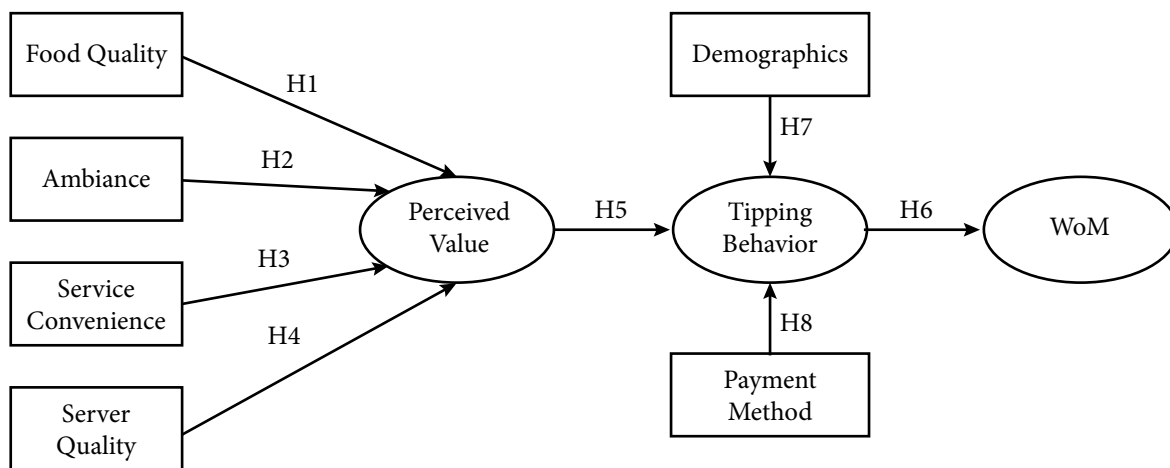 Food Quality
H1
Ambiance
H2
Service
Convenience
H3
Server
Quality
H4
Perceived
Value
H5
Demographics
H7
Tipping
Behavior
H8
Payment
Method
H6
WoM